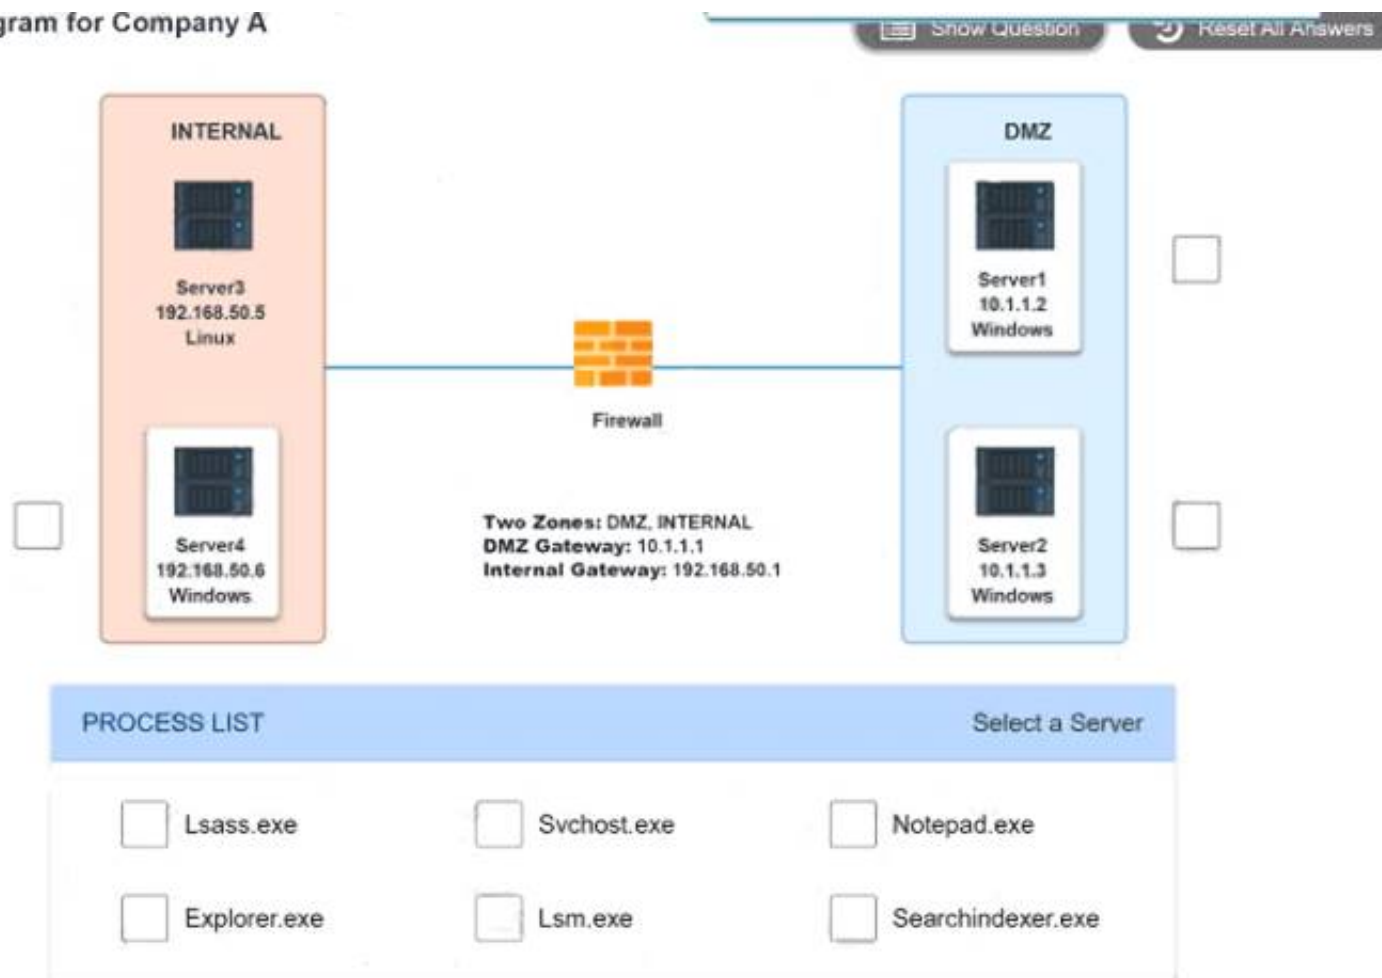 gram for Company A
Show Question
Reset All Answers
INTERNAL
Server3
192.168.50.5
Linux
Server4
192.168.50.6
Windows
Firewall
Two Zones: DMZ, INTERNAL
DMZ Gateway: 10.1.1.1
Internal Gateway: 192.168.50.1
DMZ
Server1
10.1.1.2
Windows
Server2
10.1.1.3
Windows
PROCESS LIST
Select a Server
Lsass.exe
Svchost.exe
Notepad.exe
Explorer.exe
Lsm.exe
Searchindexer.exe